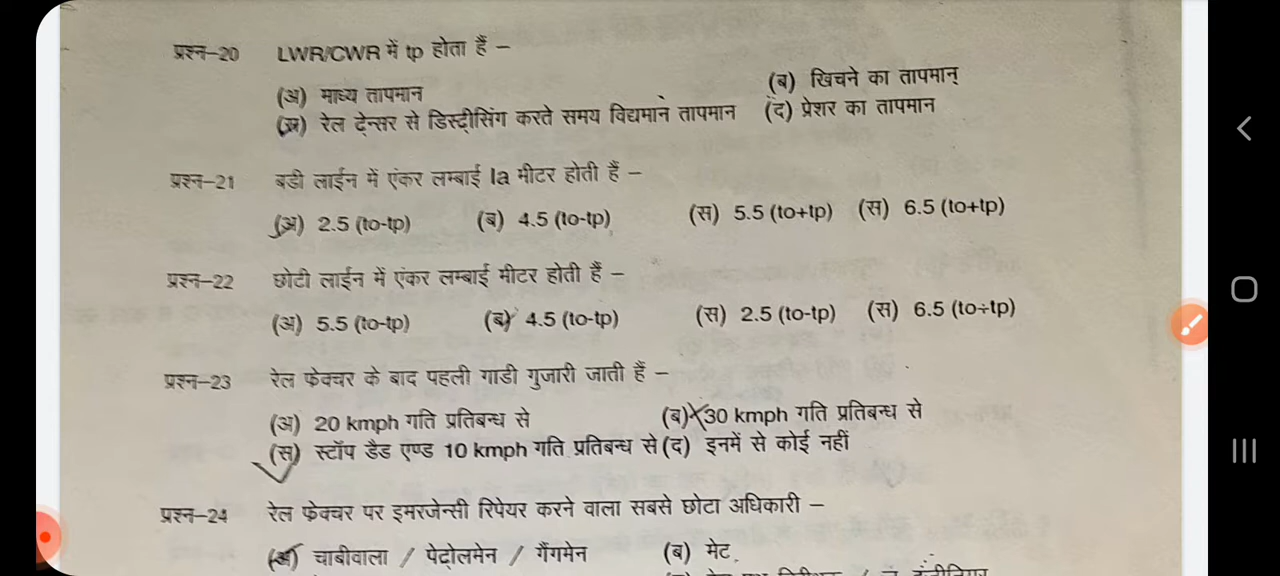 प्रश्न–20 LWR/CWR में tp होता हैं –
(अ) माध्य तापमान (ब) खिचने का तापमान्
(स) रेल टे्न्सर से डिस्ट्रीसिंग करते समय विद्यमान तापमान (द) प्रेशर का तापमान
प्रश्न–21 बडी लाईन में एंकर लम्बाई la मीटर होती हैं –
(अ) 2.5 (to-tp) (ब) 4.5 (to-tp) (स) 5.5 (to+tp) (स) 6.5 (to+tp)
प्रश्न–22 छोटी लाईन में एंकर लम्बाई मीटर होती हैं –
(अ) 5.5 (to-tp) (ब) 4.5 (to-tp) (स) 2.5 (to-tp) (स) 6.5 (to÷tp)
प्रश्न–23 रेल फेक्चर के बाद पहली गाडी गुजारी जाती हैं –
(अ) 20 kmph गति प्रतिबन्ध से (ब) 30 kmph गति प्रतिबन्ध से
(स) स्टॉप डैड एण्ड 10 kmph गति प्रतिबन्ध से (द) इनमें से कोई नहीं
प्रश्न–24 रेल फेक्चर पर इमरजेन्सी रिपेयर करने वाला सबसे छोटा अधिकारी –
(अ) चाबीवाला / पेट्रोलमेन / गैंगमेन (ब) मेट